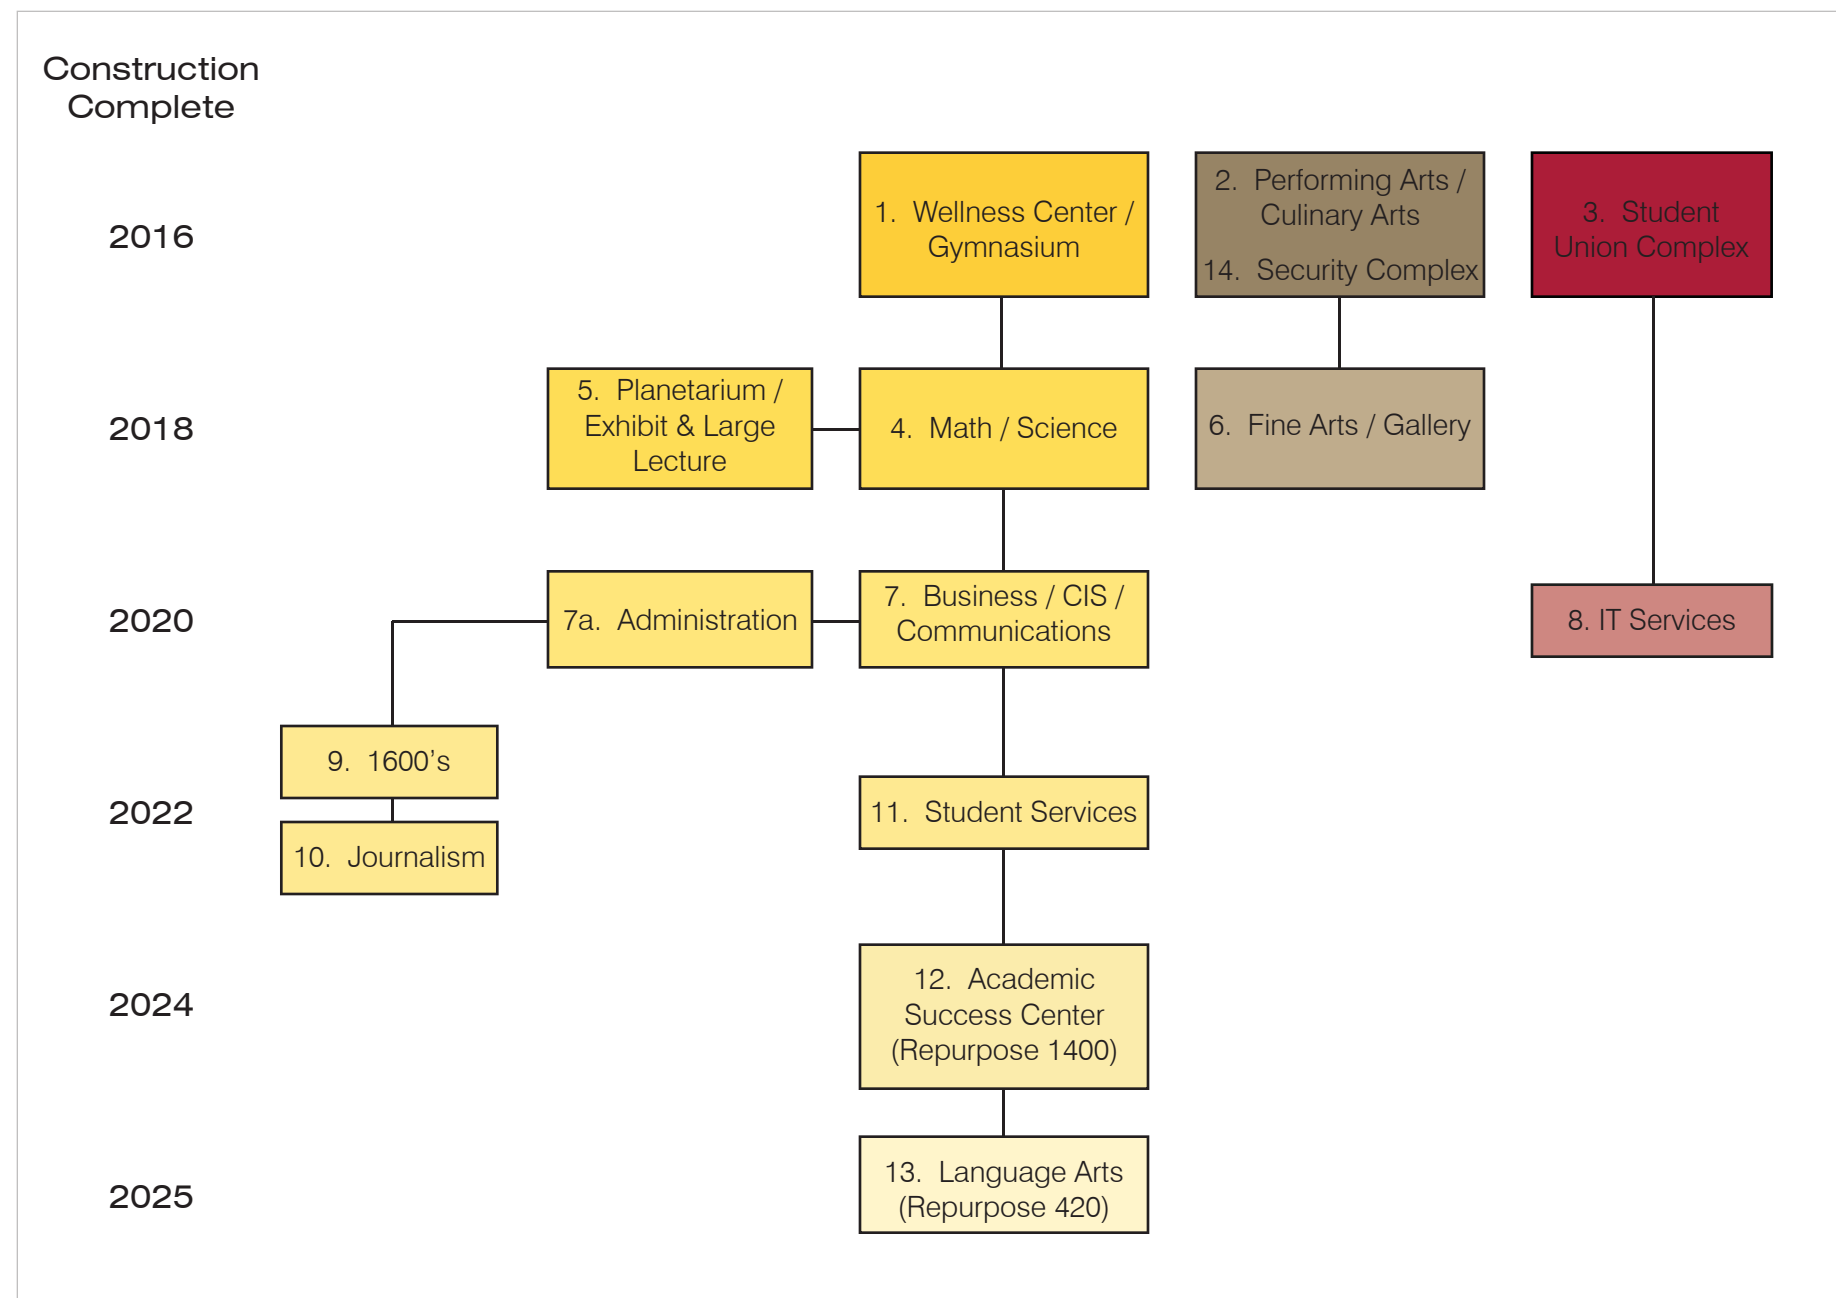 Construction
Complete
2016
1. Wellness Center /
Gymnasium
2. Performing Arts /
Culinary Arts
14. Security Complex
3. Student
Union Complex
2018
5. Planetarium /
Exhibit & Large
Lecture
4. Math / Science
6. Fine Arts / Gallery
2020
7a. Administration
7. Business / CIS /
Communications
8. IT Services
2022
9. 1600's
10. Journalism
11. Student Services
2024
12. Academic
Success Center
(Repurpose 1400)
2025
13. Language Arts
(Repurpose 420)